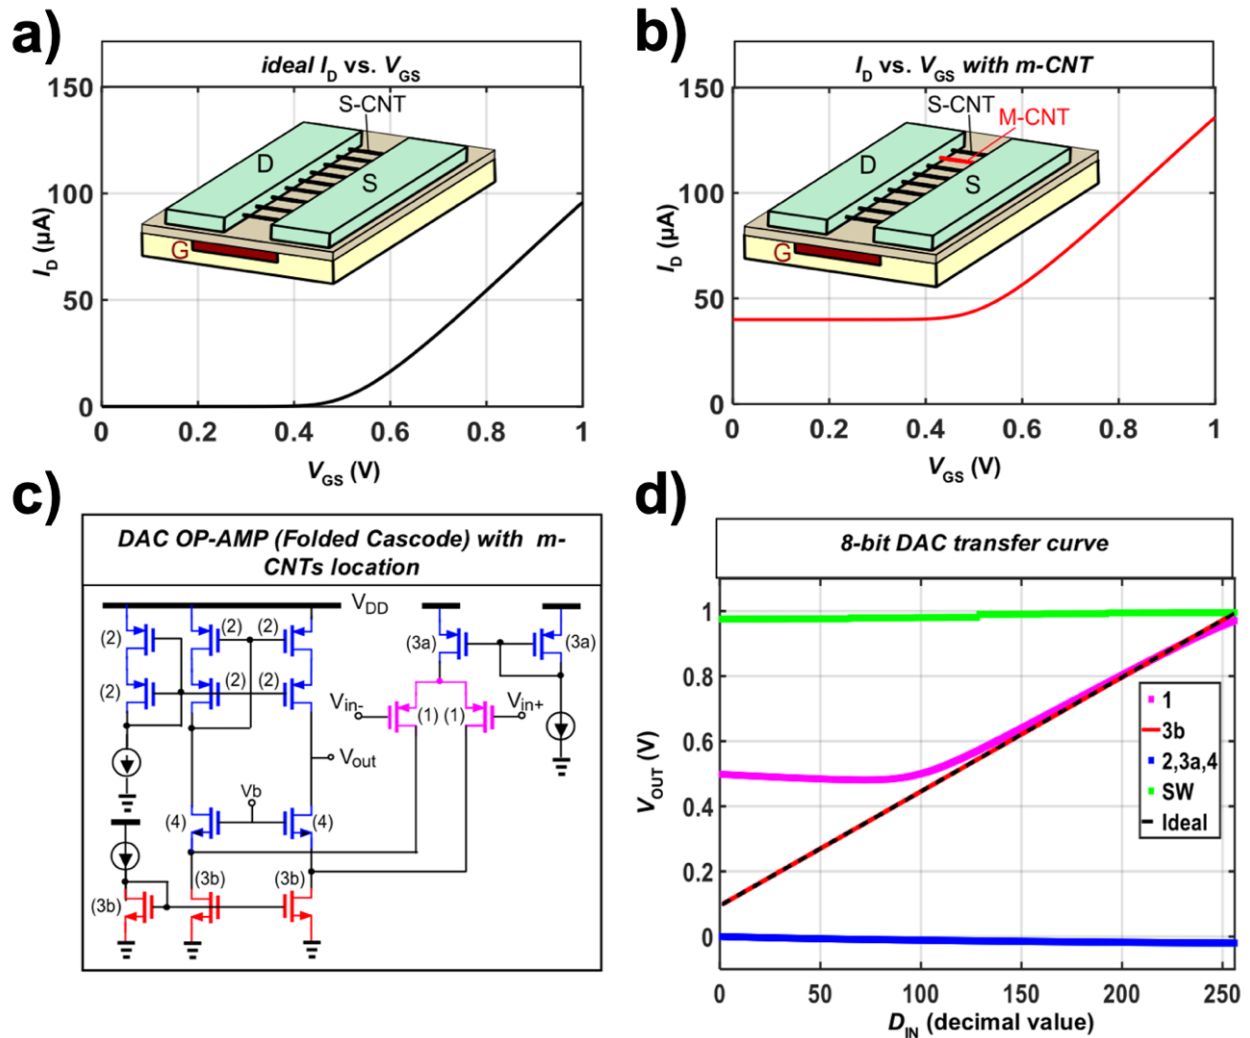 a)
ideal ID vs. VGS
150
100
50
0
ID (µA)
S-CNT
D
S
G
0 0.2 0.4 0.6 0.8 1
VGS (V)
b)
ID vs. VGS with m-CNT
150
100
50
0
ID (µA)
S-CNT
M-CNT
D
S
G
0 0.2 0.4 0.6 0.8 1
VGS (V)
c)
DAC OP-AMP (Folded Cascode) with m-
CNTs location
VDD
(2) (2) (2) (3a) (3a)
(2) (2) (2)
Vin- (1) (1) Vin+
Vout
Vb
(4) (4)
(3b) (3b) (3b)
d)
8-bit DAC transfer curve
1
0.8
0.6
0.4
0.2
0
VOUT (V)
1
3b
2,3a,4
SW
Ideal
0 50 100 150 200 250
DIN (decimal value)